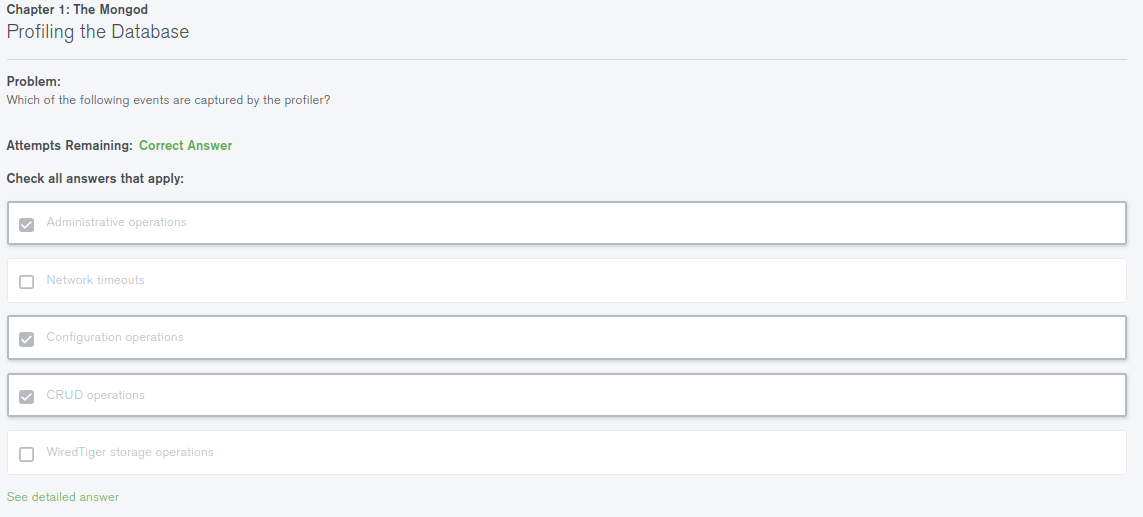 Chapter 1: The Mongod
Profiling the Database
Problem:
Which of the following events are captured by the profiler?
Attempts Remaining: Correct Answer
Check all answers that apply:
Administrative operations
Network timeouts
Configuration operations
CRUD operations
WiredTiger storage operations
See detailed answer